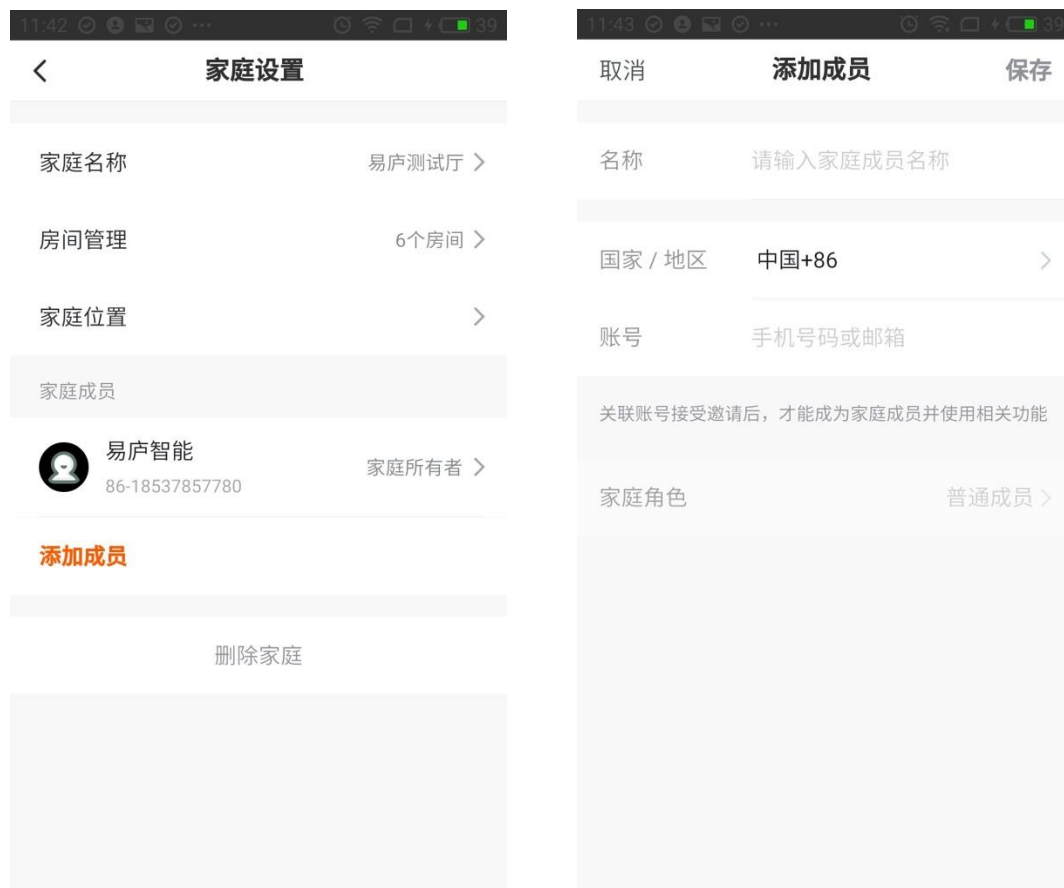 11:42 ··· 39
家庭设置
家庭名称 易庐测试厅
房间管理 6个房间
家庭位置
家庭成员
易庐智能
86-18537857780
家庭所有者
添加成员
删除家庭
11:43 ··· 39
取消 添加成员 保存
名称 请输入家庭成员名称
国家 / 地区 中国+86
账号 手机号码或邮箱
关联账号接受邀请后，才能成为家庭成员并使用相关功能
家庭角色 普通成员